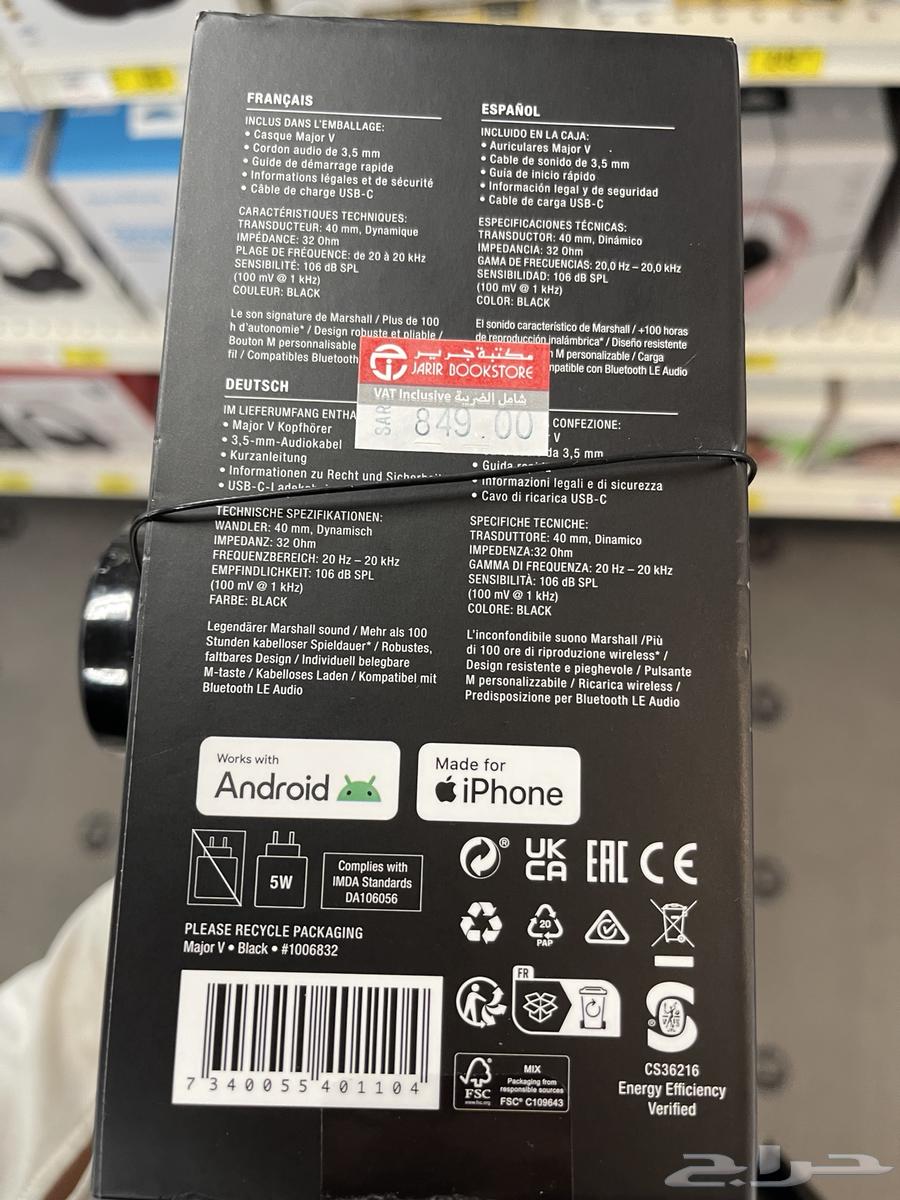 FRANÇAIS
INCLUS DANS L'EMBALLAGE:
• Casque Major V
• Cordon audio de 3,5 mm
• Guide de démarrage rapide
• Informations légales et de sécurité
• Câble de charge USB-C
CARACTÉRISTIQUES TECHNIQUES:
TRANSDUCTEUR: 40 mm, Dynamique
IMPÉDANCE: 32 Ohm
PLAGE DE FRÉQUENCE: de 20 à 20 kHz
SENSIBILITÉ: 106 dB SPL
(100 mV @ 1 kHz)
COULEUR: BLACK
Le son signature de Marshall / Plus de 100
h d'autonomie* / Design robuste et pliable /
Bouton M personnalisable
fil / Compatibles Bluetooth
ESPAÑOL
INCLUIDO EN LA CAJA:
• Auriculares Major V
• Cable de sonido de 3,5 mm
• Guía de inicio rápido
• Información legal y de seguridad
• Cable de carga USB-C
ESPECIFICACIONES TÉCNICAS:
TRANSDUCTOR: 40 mm, Dinámico
IMPEDANCIA: 32 Ohm
GAMA DE FRECUENCIAS: 20,0 Hz – 20,0 kHz
SENSIBILIDAD: 106 dB SPL
(100 mV @ 1 kHz)
COLOR: BLACK
El sonido característico de Marshall / +100 horas
de reproducción inalámbrica* / Diseño resistente
M personalizable / Carga
compatible con Bluetooth LE Audio
مكتبة جرير
JARIR BOOKSTORE
VAT Inclusive شامل الضريبة
SAR 849.00
DEUTSCH
IM LIEFERUMFANG
• Major V Kopfhörer
• 3,5-mm-Audiokabel
• Kurzanleitung
• Informationen zu Recht und
TECHNISCHE SPEZIFIKATIONEN:
WANDLER: 40 mm, Dynamisch
IMPEDANZ: 32 Ohm
FREQUENZBEREICH: 20 Hz – 20 kHz
EMPFINDLICHKEIT: 106 dB SPL
(100 mV @ 1 kHz)
FARBE: BLACK
Legendärer Marshall sound / Mehr als 100
Stunden kabelloser Spieldauer* / Robustes,
faltbares Design / Individuell belegbare
M-taste / Kabelloses Laden / Kompatibel mit
Bluetooth LE Audio
CONFEZIONE:
V
3,5 mm
• Guida
• Informazioni legali e di sicurezza
• Cavo di ricarica USB-C
SPECIFICHE TECNICHE:
TRASDUTTORE: 40 mm, Dinamico
IMPEDENZA:32 Ohm
GAMMA DI FREQUENZA: 20 Hz – 20 kHz
SENSIBILITÀ: 106 dB SPL
(100 mV @ 1 kHz)
COLORE: BLACK
L'inconfondibile suono Marshall /Più
di 100 ore di riproduzione wireless* /
Design resistente e pieghevole / Pulsante
M personalizzabile / Ricarica wireless /
Predisposizione per Bluetooth LE Audio
Works with
Android
Made for
iPhone
5W
Complies with
IMDA Standards
DA106056
UK
CA
EAC
CE
20
PAP
PLEASE RECYCLE PACKAGING
Major V • Black • #1006832
7340055401104
FR
FSC
www.fsc.org
MIX
Packaging from
responsible sources
FSC® C109643
CS36216
Energy Efficiency
Verified
حراج